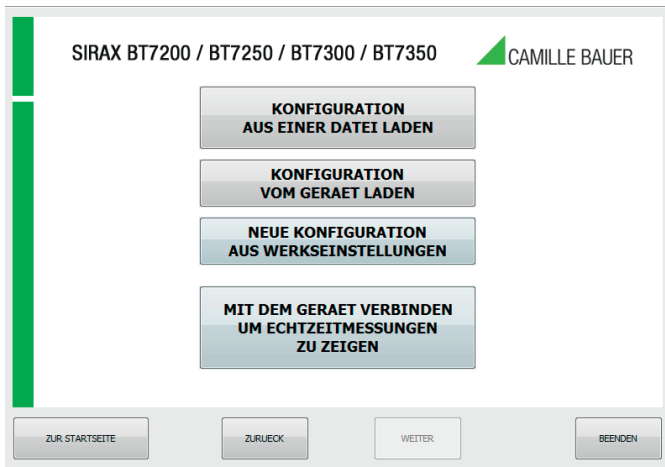 SIRAX BT7200 / BT7250 / BT7300 / BT7350
CAMILLE BAUER
KONFIGURATION
AUS EINER DATEI LADEN
KONFIGURATION
VOM GERAET LADEN
NEUE KONFIGURATION
AUS WERKSEINSTELLUNGEN
MIT DEM GERAET VERBINDEN
UM ECHTZEITMESSUNGEN
ZU ZEIGEN
ZUR STARTSEITE
ZURUECK
WEITER
BEENDEN